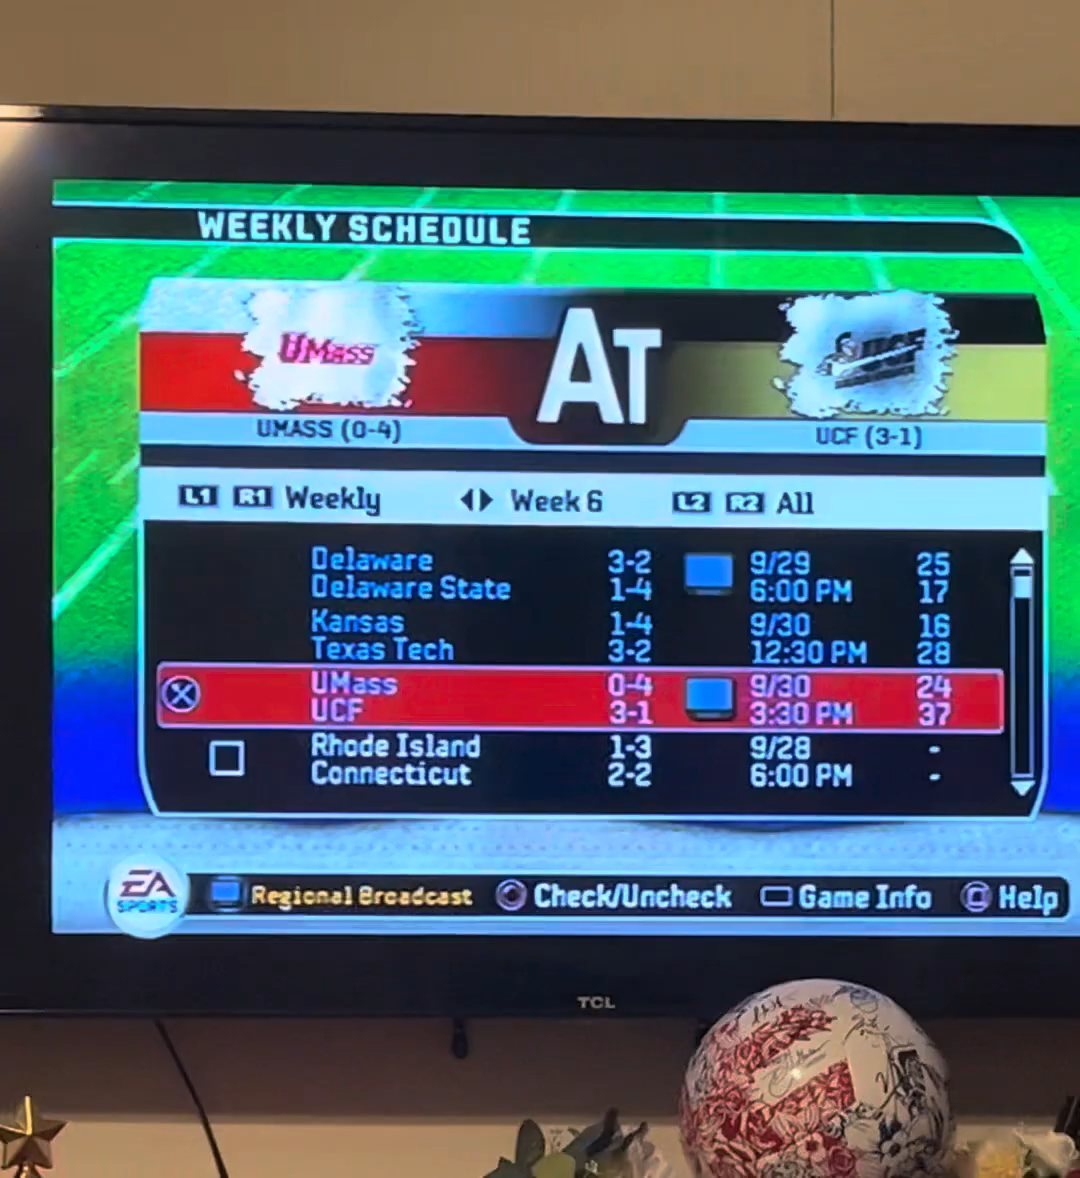 WEEKLY SCHEDULE
UMass AT UCF
UMASS (0-4) UCF (3-1)
L1 R1 Weekly Week 6 L2 R2 All
Delaware 3-2 9/29 25
Delaware State 1-4 6:00 PM 17
Kansas 1-4 9/30 16
Texas Tech 3-2 12:30 PM 28
UMass 0-4 9/30 24
UCF 3-1 3:30 PM 37
Rhode Island 1-3 9/28 -
Connecticut 2-2 6:00 PM -
EA SPORTS Regional Broadcast Check/Uncheck Game Info Help
TCL